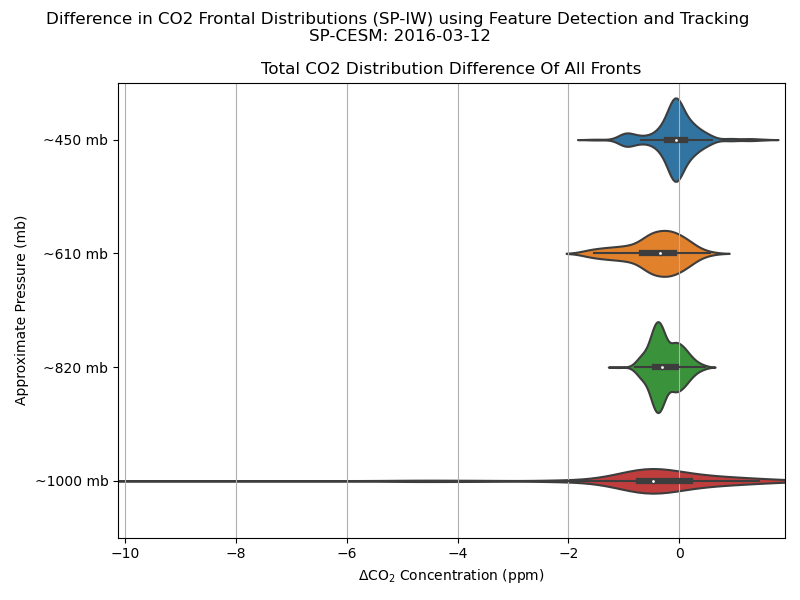 Difference in CO2 Frontal Distributions (SP-IW) using Feature Detection and Tracking
SP-CESM: 2016-03-12
Total CO2 Distribution Difference Of All Fronts
Approximate Pressure (mb)
~450 mb
~610 mb
~820 mb
~1000 mb
−10 −8 −6 −4 −2 0
ΔCO₂ Concentration (ppm)